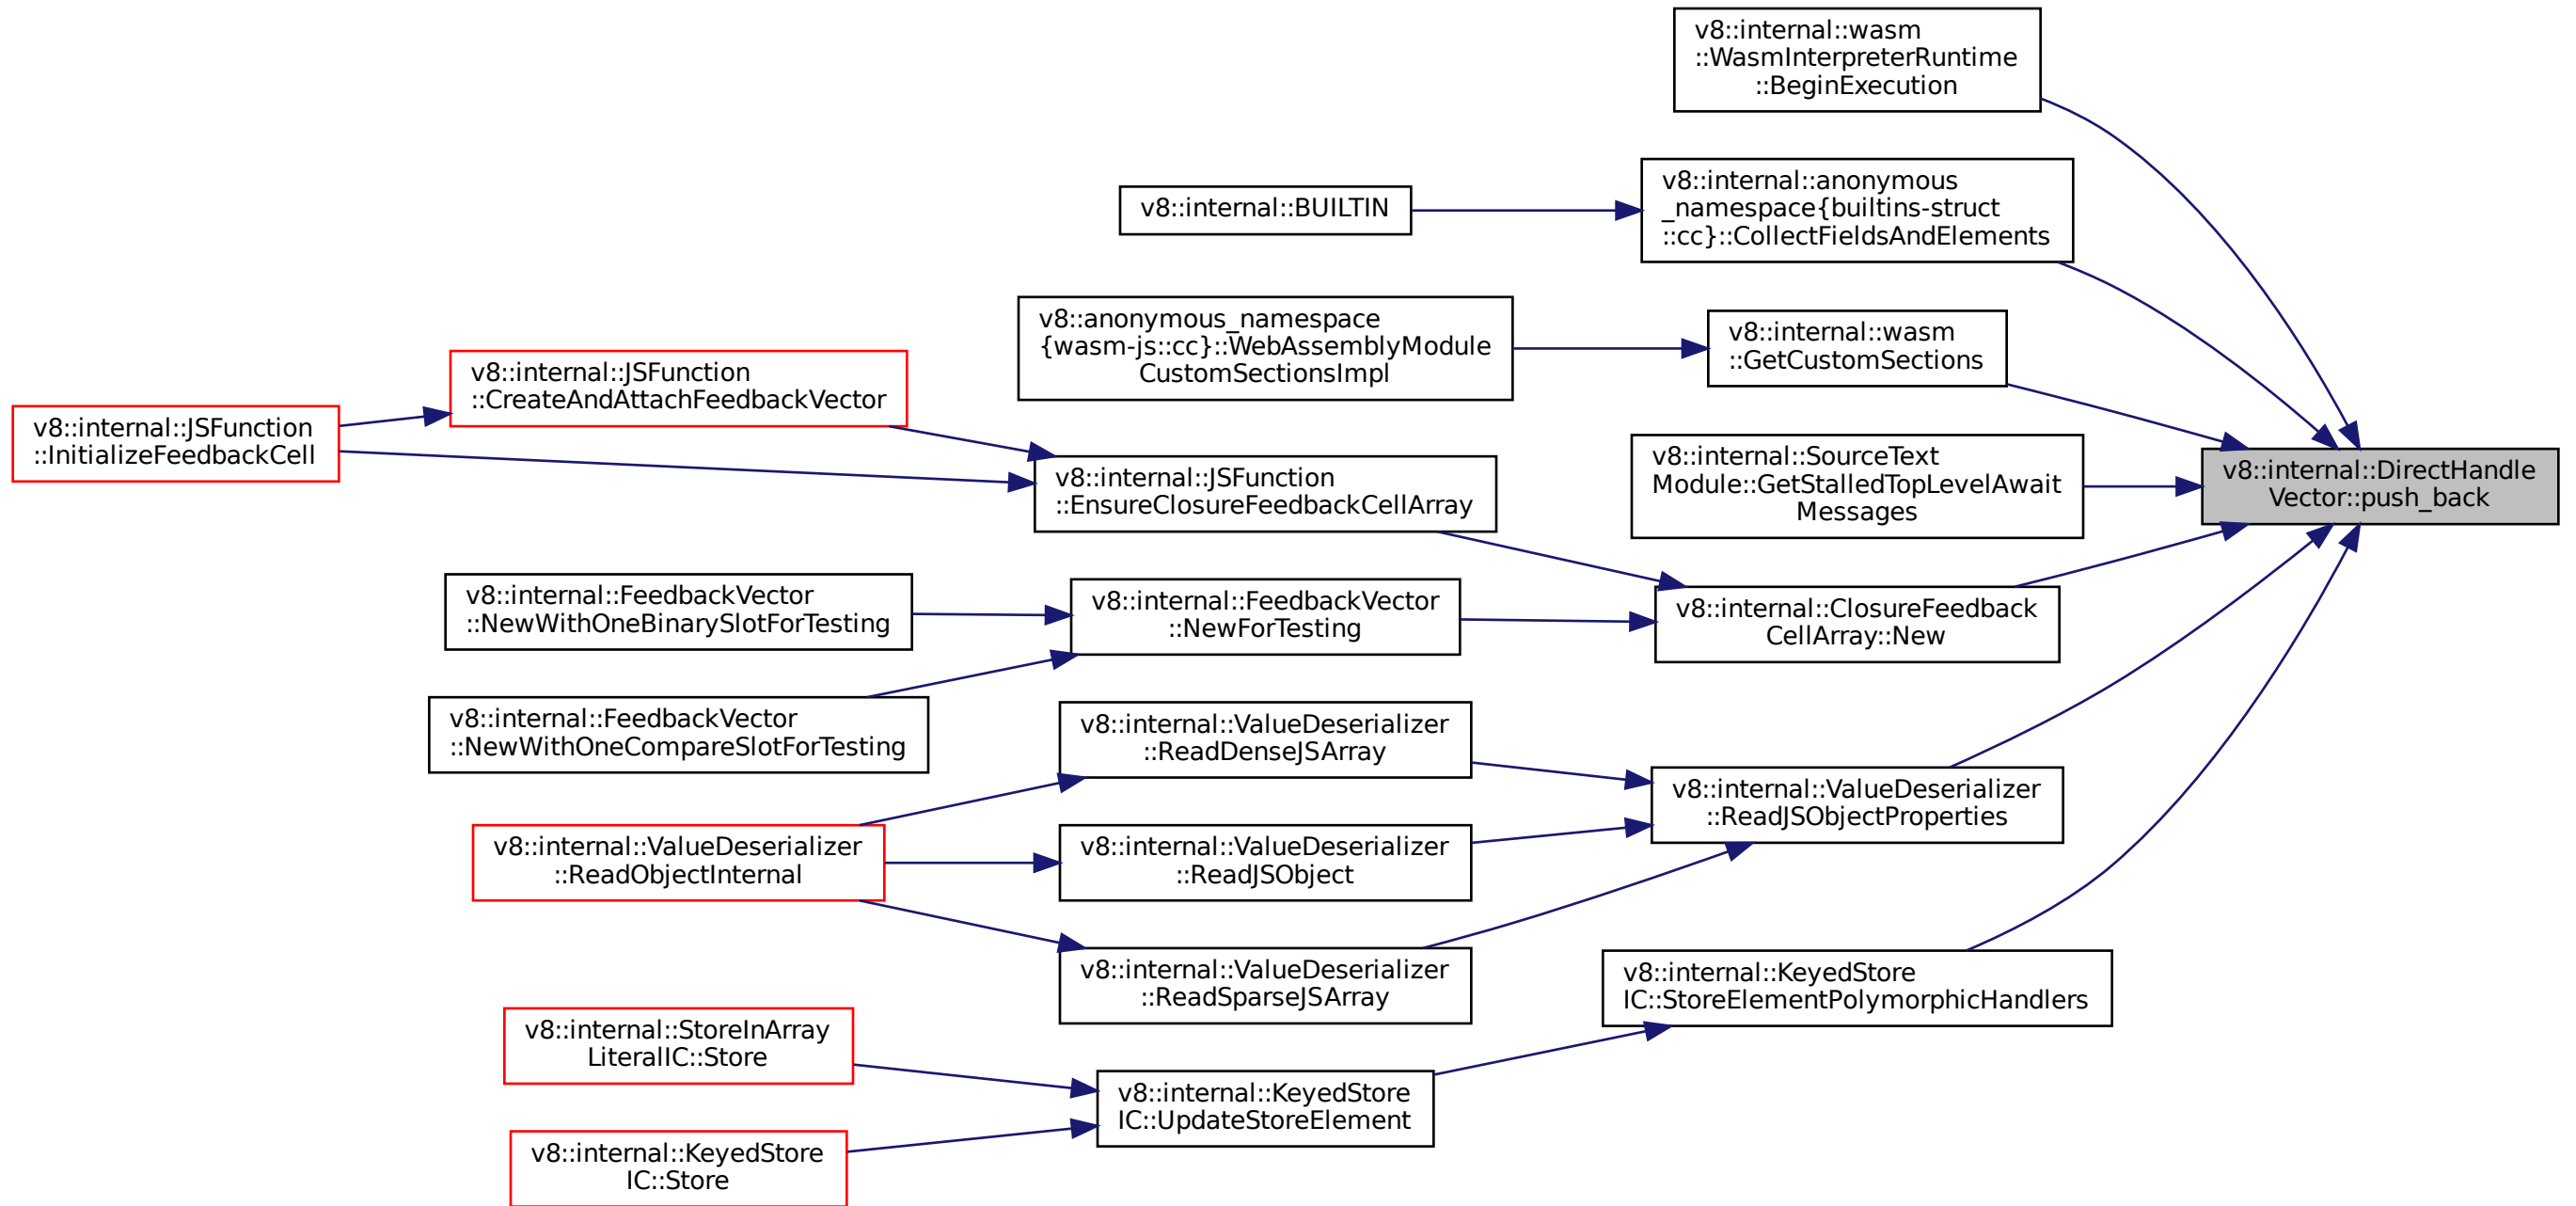 v8::internal::wasm
::WasmInterpreterRuntime
::BeginExecution
v8::internal::BUILTIN
v8::internal::anonymous
_namespace{builtins-struct
::cc}::CollectFieldsAndElements
v8::anonymous_namespace
{wasm-js::cc}::WebAssemblyModule
CustomSectionsImpl
v8::internal::wasm
::GetCustomSections
v8::internal::JSFunction
::CreateAndAttachFeedbackVector
v8::internal::JSFunction
::InitializeFeedbackCell
v8::internal::JSFunction
::EnsureClosureFeedbackCellArray
v8::internal::SourceText
Module::GetStalledTopLevelAwait
Messages
v8::internal::DirectHandle
Vector::push_back
v8::internal::FeedbackVector
::NewWithOneBinarySlotForTesting
v8::internal::FeedbackVector
::NewForTesting
v8::internal::ClosureFeedback
CellArray::New
v8::internal::FeedbackVector
::NewWithOneCompareSlotForTesting
v8::internal::ValueDeserializer
::ReadDenseJSArray
v8::internal::ValueDeserializer
::ReadJSObjectProperties
v8::internal::ValueDeserializer
::ReadObjectInternal
v8::internal::ValueDeserializer
::ReadJSObject
v8::internal::ValueDeserializer
::ReadSparseJSArray
v8::internal::KeyedStore
IC::StoreElementPolymorphicHandlers
v8::internal::StoreInArray
LiteralIC::Store
v8::internal::KeyedStore
IC::UpdateStoreElement
v8::internal::KeyedStore
IC::Store